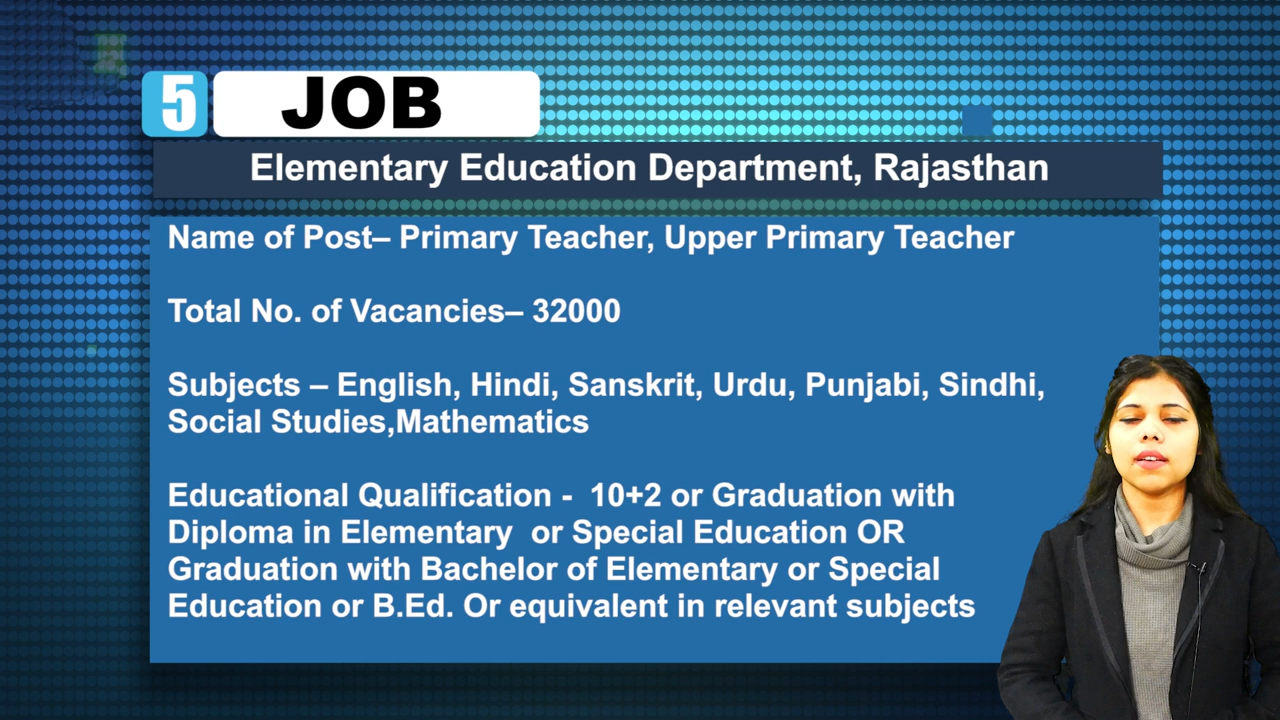 5 JOB
Elementary Education Department, Rajasthan
Name of Post– Primary Teacher, Upper Primary Teacher
Total No. of Vacancies– 32000
Subjects – English, Hindi, Sanskrit, Urdu, Punjabi, Sindhi,
Social Studies,Mathematics
Educational Qualification - 10+2 or Graduation with
Diploma in Elementary or Special Education OR
Graduation with Bachelor of Elementary or Special
Education or B.Ed. Or equivalent in relevant subjects